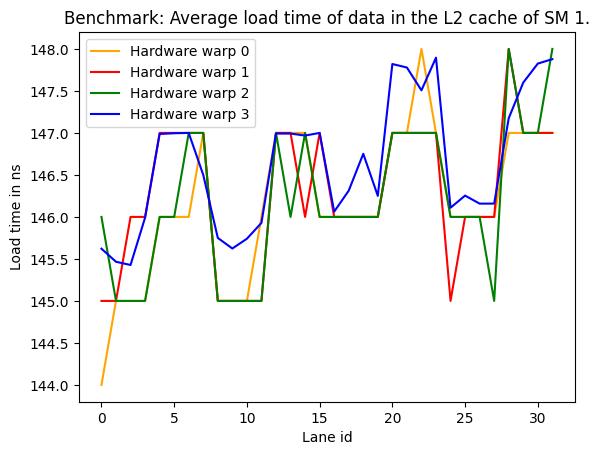 Benchmark: Average load time of data in the L2 cache of SM 1.
Hardware warp 0
Hardware warp 1
Hardware warp 2
Hardware warp 3
Load time in ns
148.0
147.5
147.0
146.5
146.0
145.5
145.0
144.5
144.0
0 5 10 15 20 25 30
Lane id